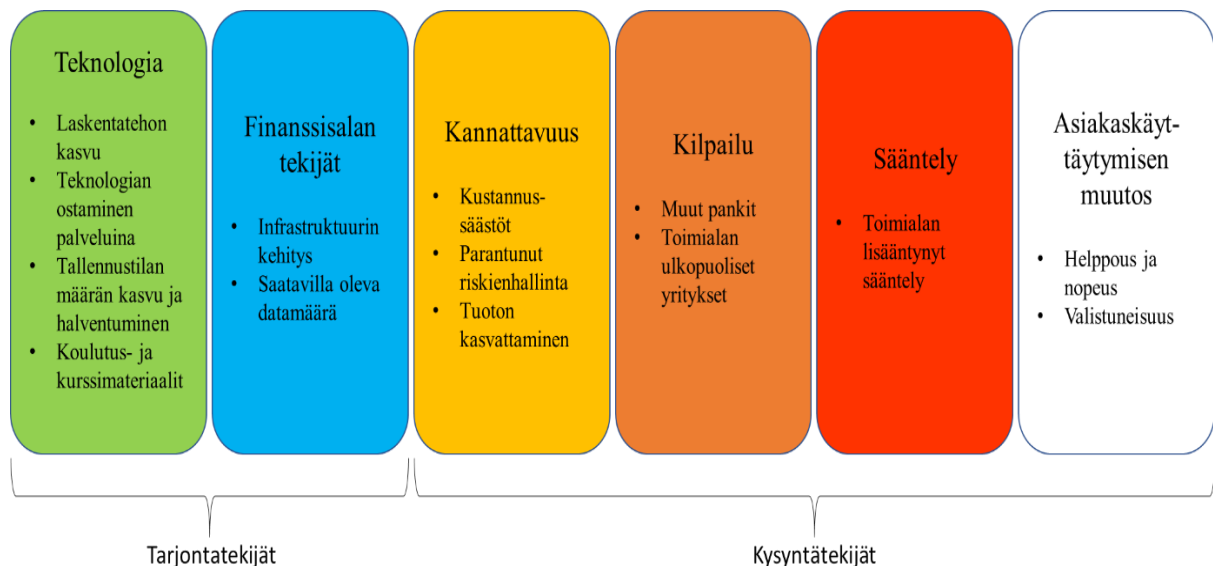 Teknologia
• Laskentatehon
kasvu
• Teknologian
ostaminen
palveluina
• Tallennustilan
määrän kasvu ja
halventuminen
• Koulutus- ja
kurssimateriaalit
Finanssisalan
tekijät
• Infrastruktuurin
kehitys
• Saatavilla oleva
datamäärä
Kannattavuus
• Kustannus-
säästöt
• Parantunut
riskienhallinta
• Tuoton
kasvattaminen
Kilpailu
• Muut pankit
• Toimialan
ulkopuoliset
yritykset
Sääntely
• Toimialan
lisääntynyt
sääntely
Asiakaskäyt-
täytymisen
muutos
• Helppous ja
nopeus
• Valistuneisuus
Tarjontatekijät
Kysyntätekijät